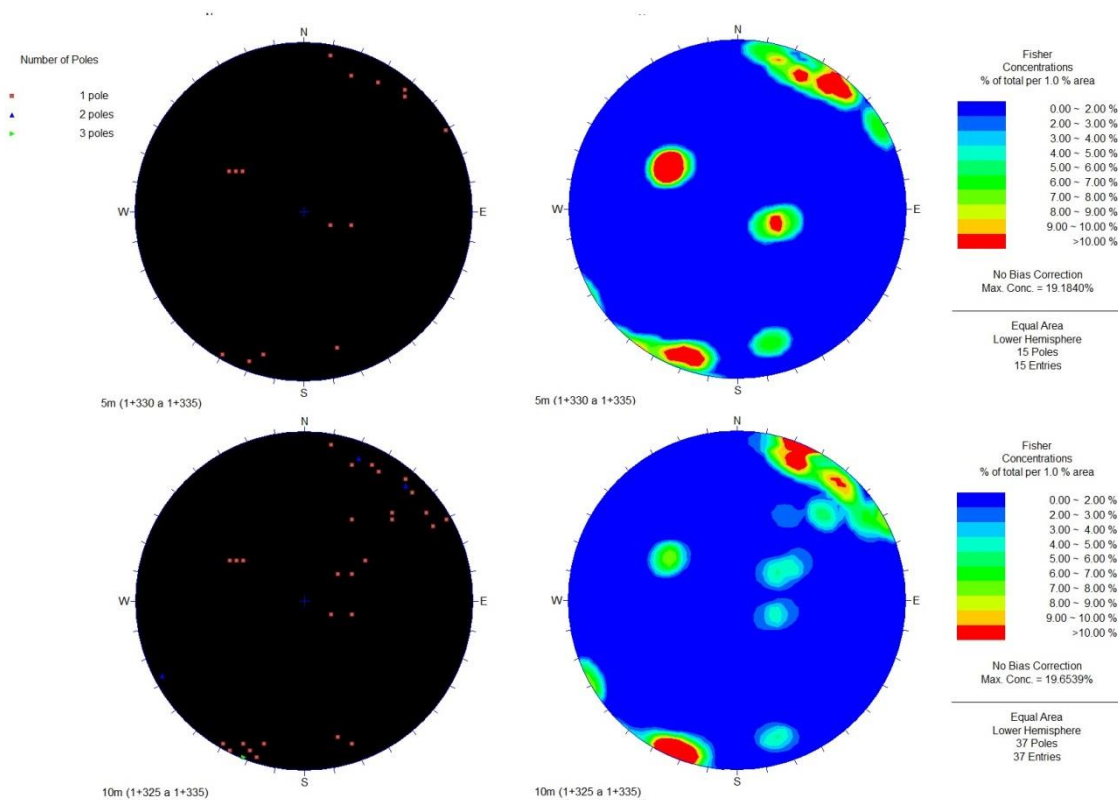 Number of Poles
1 pole
2 poles
3 poles
N
W
E
S
5m (1+330 a 1+335)
N
W
E
S
5m (1+330 a 1+335)
Fisher
Concentrations
% of total per 1.0 % area
0.00 ~ 2.00 %
2.00 ~ 3.00 %
3.00 ~ 4.00 %
4.00 ~ 5.00 %
5.00 ~ 6.00 %
6.00 ~ 7.00 %
7.00 ~ 8.00 %
8.00 ~ 9.00 %
9.00 ~ 10.00 %
>10.00 %
No Bias Correction
Max. Conc. = 19.1840%
Equal Area
Lower Hemisphere
15 Poles
15 Entries
N
W
E
S
10m (1+325 a 1+335)
N
W
E
S
10m (1+325 a 1+335)
Fisher
Concentrations
% of total per 1.0 % area
0.00 ~ 2.00 %
2.00 ~ 3.00 %
3.00 ~ 4.00 %
4.00 ~ 5.00 %
5.00 ~ 6.00 %
6.00 ~ 7.00 %
7.00 ~ 8.00 %
8.00 ~ 9.00 %
9.00 ~ 10.00 %
>10.00 %
No Bias Correction
Max. Conc. = 19.6539%
Equal Area
Lower Hemisphere
37 Poles
37 Entries